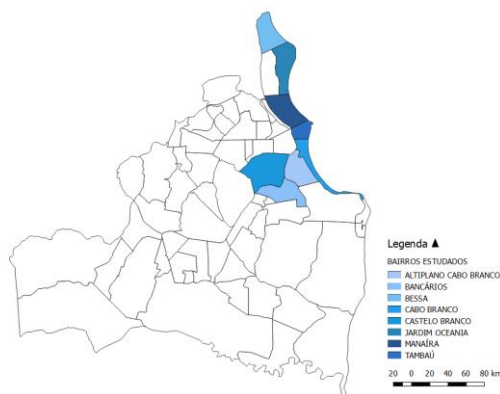 Legenda ▲
BAIRROS ESTUDADOS
ALTIPLANO CABO BRANCO
BANCÁRIOS
BESSA
CABO BRANCO
CASTELO BRANCO
JARDIM OCEANIA
MANAÍRA
TAMBAÚ
20 0 20 40 60 80 km